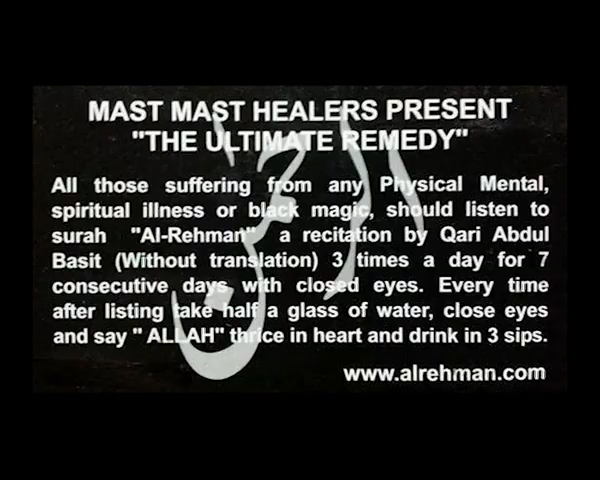 MAST MAST HEALERS PRESENT
"THE ULTIMATE REMEDY"
All those suffering from any Physical Mental,
spiritual illness or black magic, should listen to
surah "Al-Rehman" a recitation by Qari Abdul
Basit (Without translation) 3 times a day for 7
consecutive days with closed eyes. Every time
after listing take half a glass of water, close eyes
and say " ALLAH" thrice in heart and drink in 3 sips.
www.alrehman.com
الرحمن